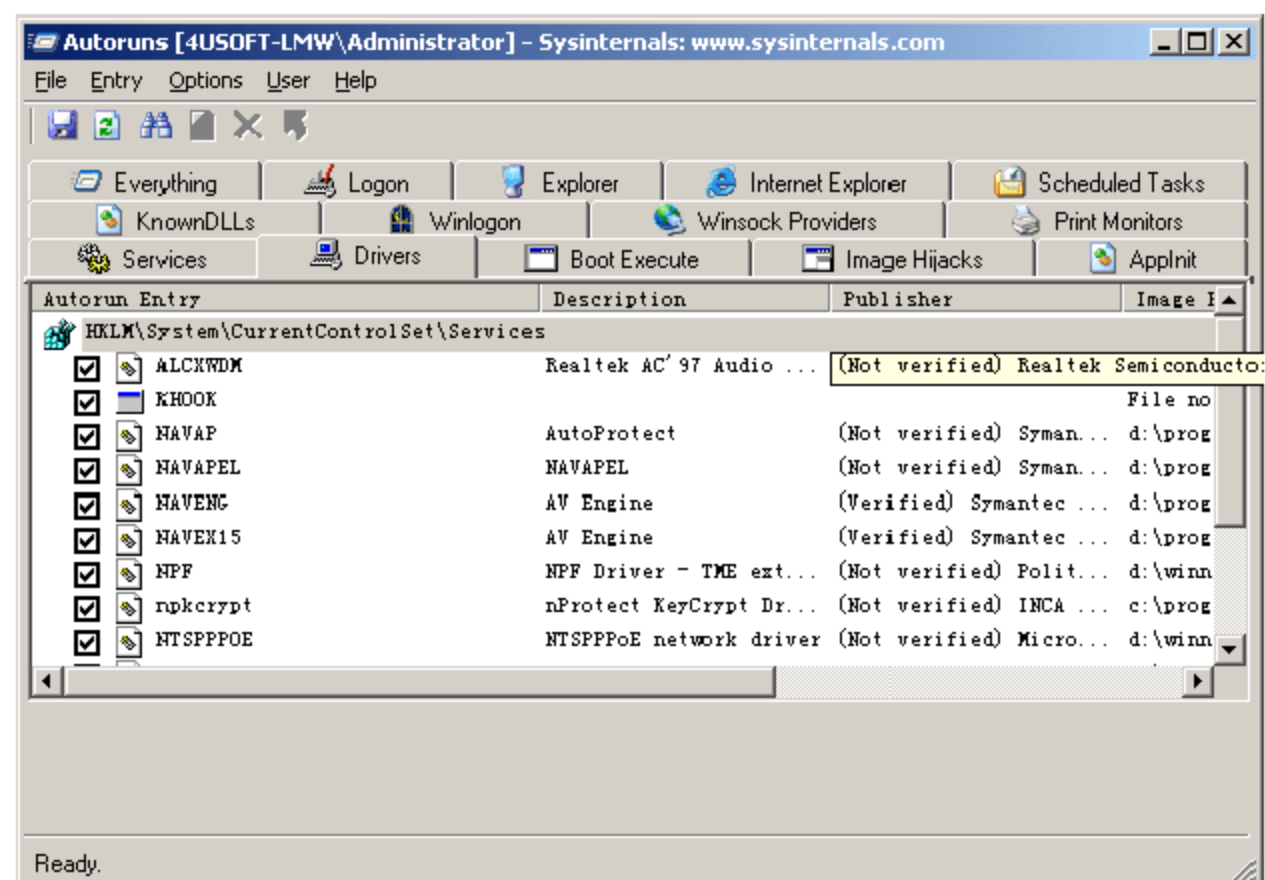 Autoruns [4USOFT-LMW\Administrator] - Sysinternals: www.sysinternals.com
File Entry Options User Help
Everything Logon Explorer Internet Explorer Scheduled Tasks
KnownDLLs Winlogon Winsock Providers Print Monitors
Services Drivers Boot Execute Image Hijacks AppInit
Autorun Entry Description Publisher Image
HKLM\System\CurrentControlSet\Services
ALCXWDM Realtek AC'97 Audio ... (Not verified) Realtek Semiconductor
KHOOK File no
NAVAP AutoProtect (Not verified) Syman... d:\prog
NAVAPEL NAVAPEL (Not verified) Syman... d:\prog
NAVENG AV Engine (Verified) Symantec ... d:\prog
NAVEX15 AV Engine (Verified) Symantec ... d:\prog
NPF NPF Driver - TME ext... (Not verified) Polit... d:\winn
npkcrypt nProtect KeyCrypt Dr... (Not verified) INCA ... c:\prog
NTSPPPOE NTSPPPoE network driver (Not verified) Micro... d:\winn
Ready.